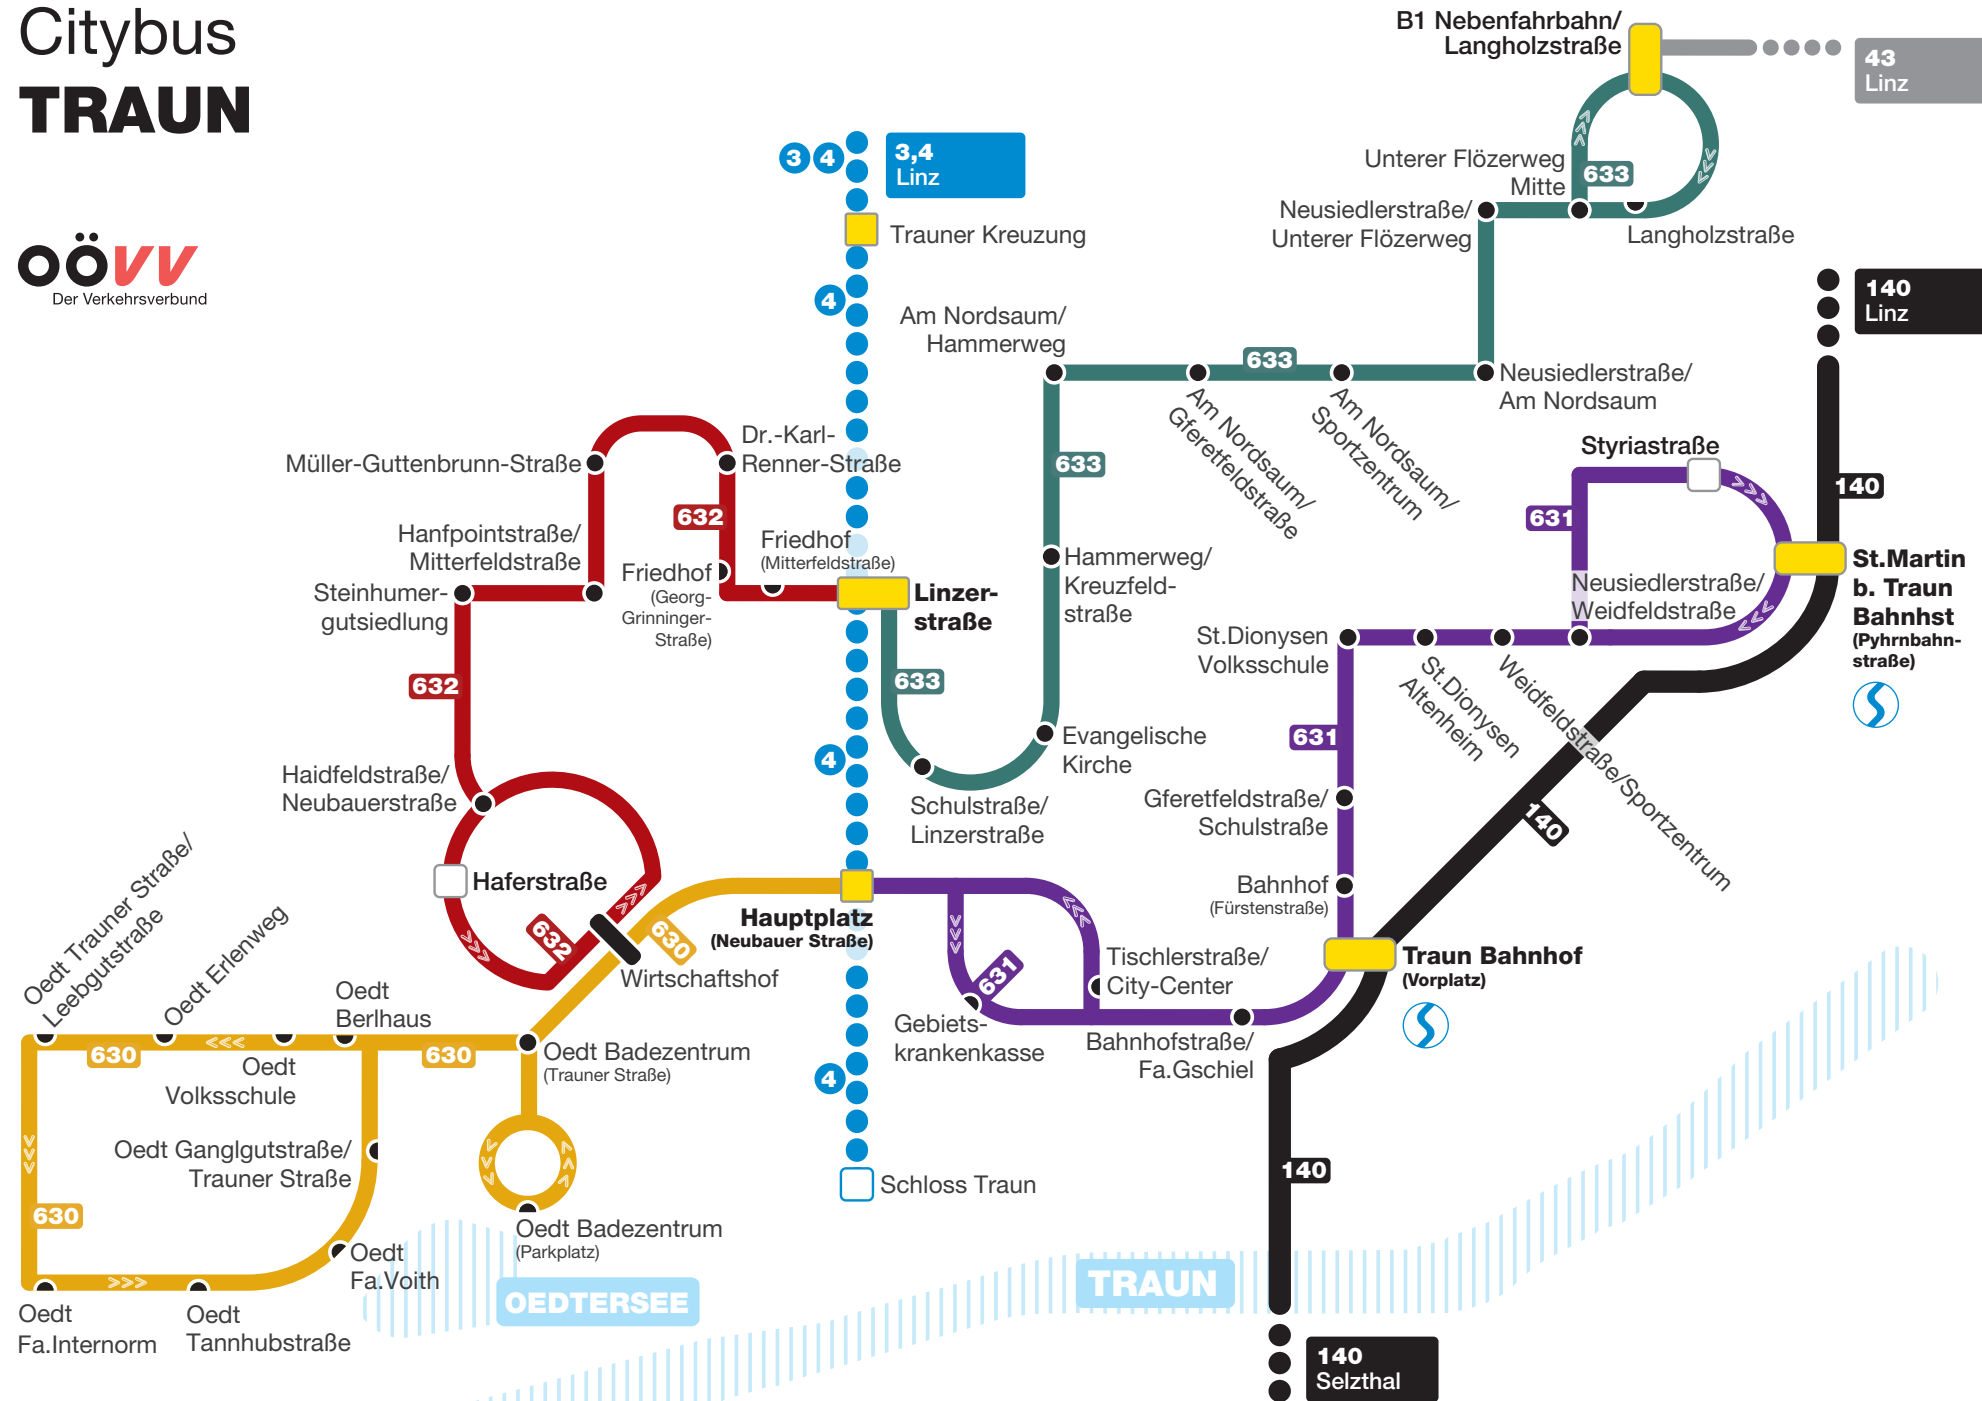 Citybus
TRAUN
OÖVV
Der Verkehrsverbund
B1 Nebenfahrbahn/
Langholzstraße
43
Linz
3 4
3,4
Linz
Unterer Flözerweg
Mitte
633
Neusiedlerstraße/
Unterer Flözerweg
Langholzstraße
Trauner Kreuzung
4
140
Linz
Am Nordsaum/
Hammerweg
633
Neusiedlerstraße/
Am Nordsaum
Am Nordsaum/
Gferetfeldstraße
Am Nordsaum/
Sportzentrum
Styriastraße
Müller-Guttenbrunn-Straße
Dr.-Karl-
Renner-Straße
633
140
632
631
Hanfpointstraße/
Mitterfeldstraße
Friedhof
(Mitterfeldstraße)
Friedhof
(Georg-
Grinninger-
Straße)
Hammerweg/
Kreuzfeld-
straße
Steinhumer-
gutsiedlung
Linzer-
straße
Neusiedlerstraße/
Weidfeldstraße
St.Martin
b. Traun
Bahnhst
(Pyhrnbahn-
straße)
St.Dionysen
Volksschule
St.Dionysen
Altenheim
Weidfeldstraße/Sportzentrum
632
633
631
Evangelische
Kirche
4
Haidfeldstraße/
Neubauerstraße
Schulstraße/
Linzerstraße
Gferetfeldstraße/
Schulstraße
140
Haferstraße
Bahnhof
(Fürstenstraße)
Oedt Trauner Straße/
Leebgutstraße
Oedt Erlenweg
632
630
Hauptplatz
(Neubauer Straße)
Wirtschaftshof
Tischlerstraße/
City-Center
631
Traun Bahnhof
(Vorplatz)
Oedt
Berlhaus
Gebiets-
krankenkasse
Bahnhofstraße/
Fa.Gschiel
630
630
Oedt
Volksschule
Oedt Badezentrum
(Trauner Straße)
4
Oedt Ganglgutstraße/
Trauner Straße
Schloss Traun
140
630
Oedt Badezentrum
(Parkplatz)
Oedt
Fa.Voith
OEDTERSEE
TRAUN
Oedt
Fa.Internorm
Oedt
Tannhubstraße
140
Selzthal